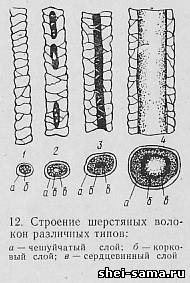 1 2 3 4
а б а б а б в а б в
12. Строение шерстяных воло-
кон различных типов:
а — чешуйчатый слой; б — корко-
вый слой; в — сердцевинный слой
shei-sama.ru